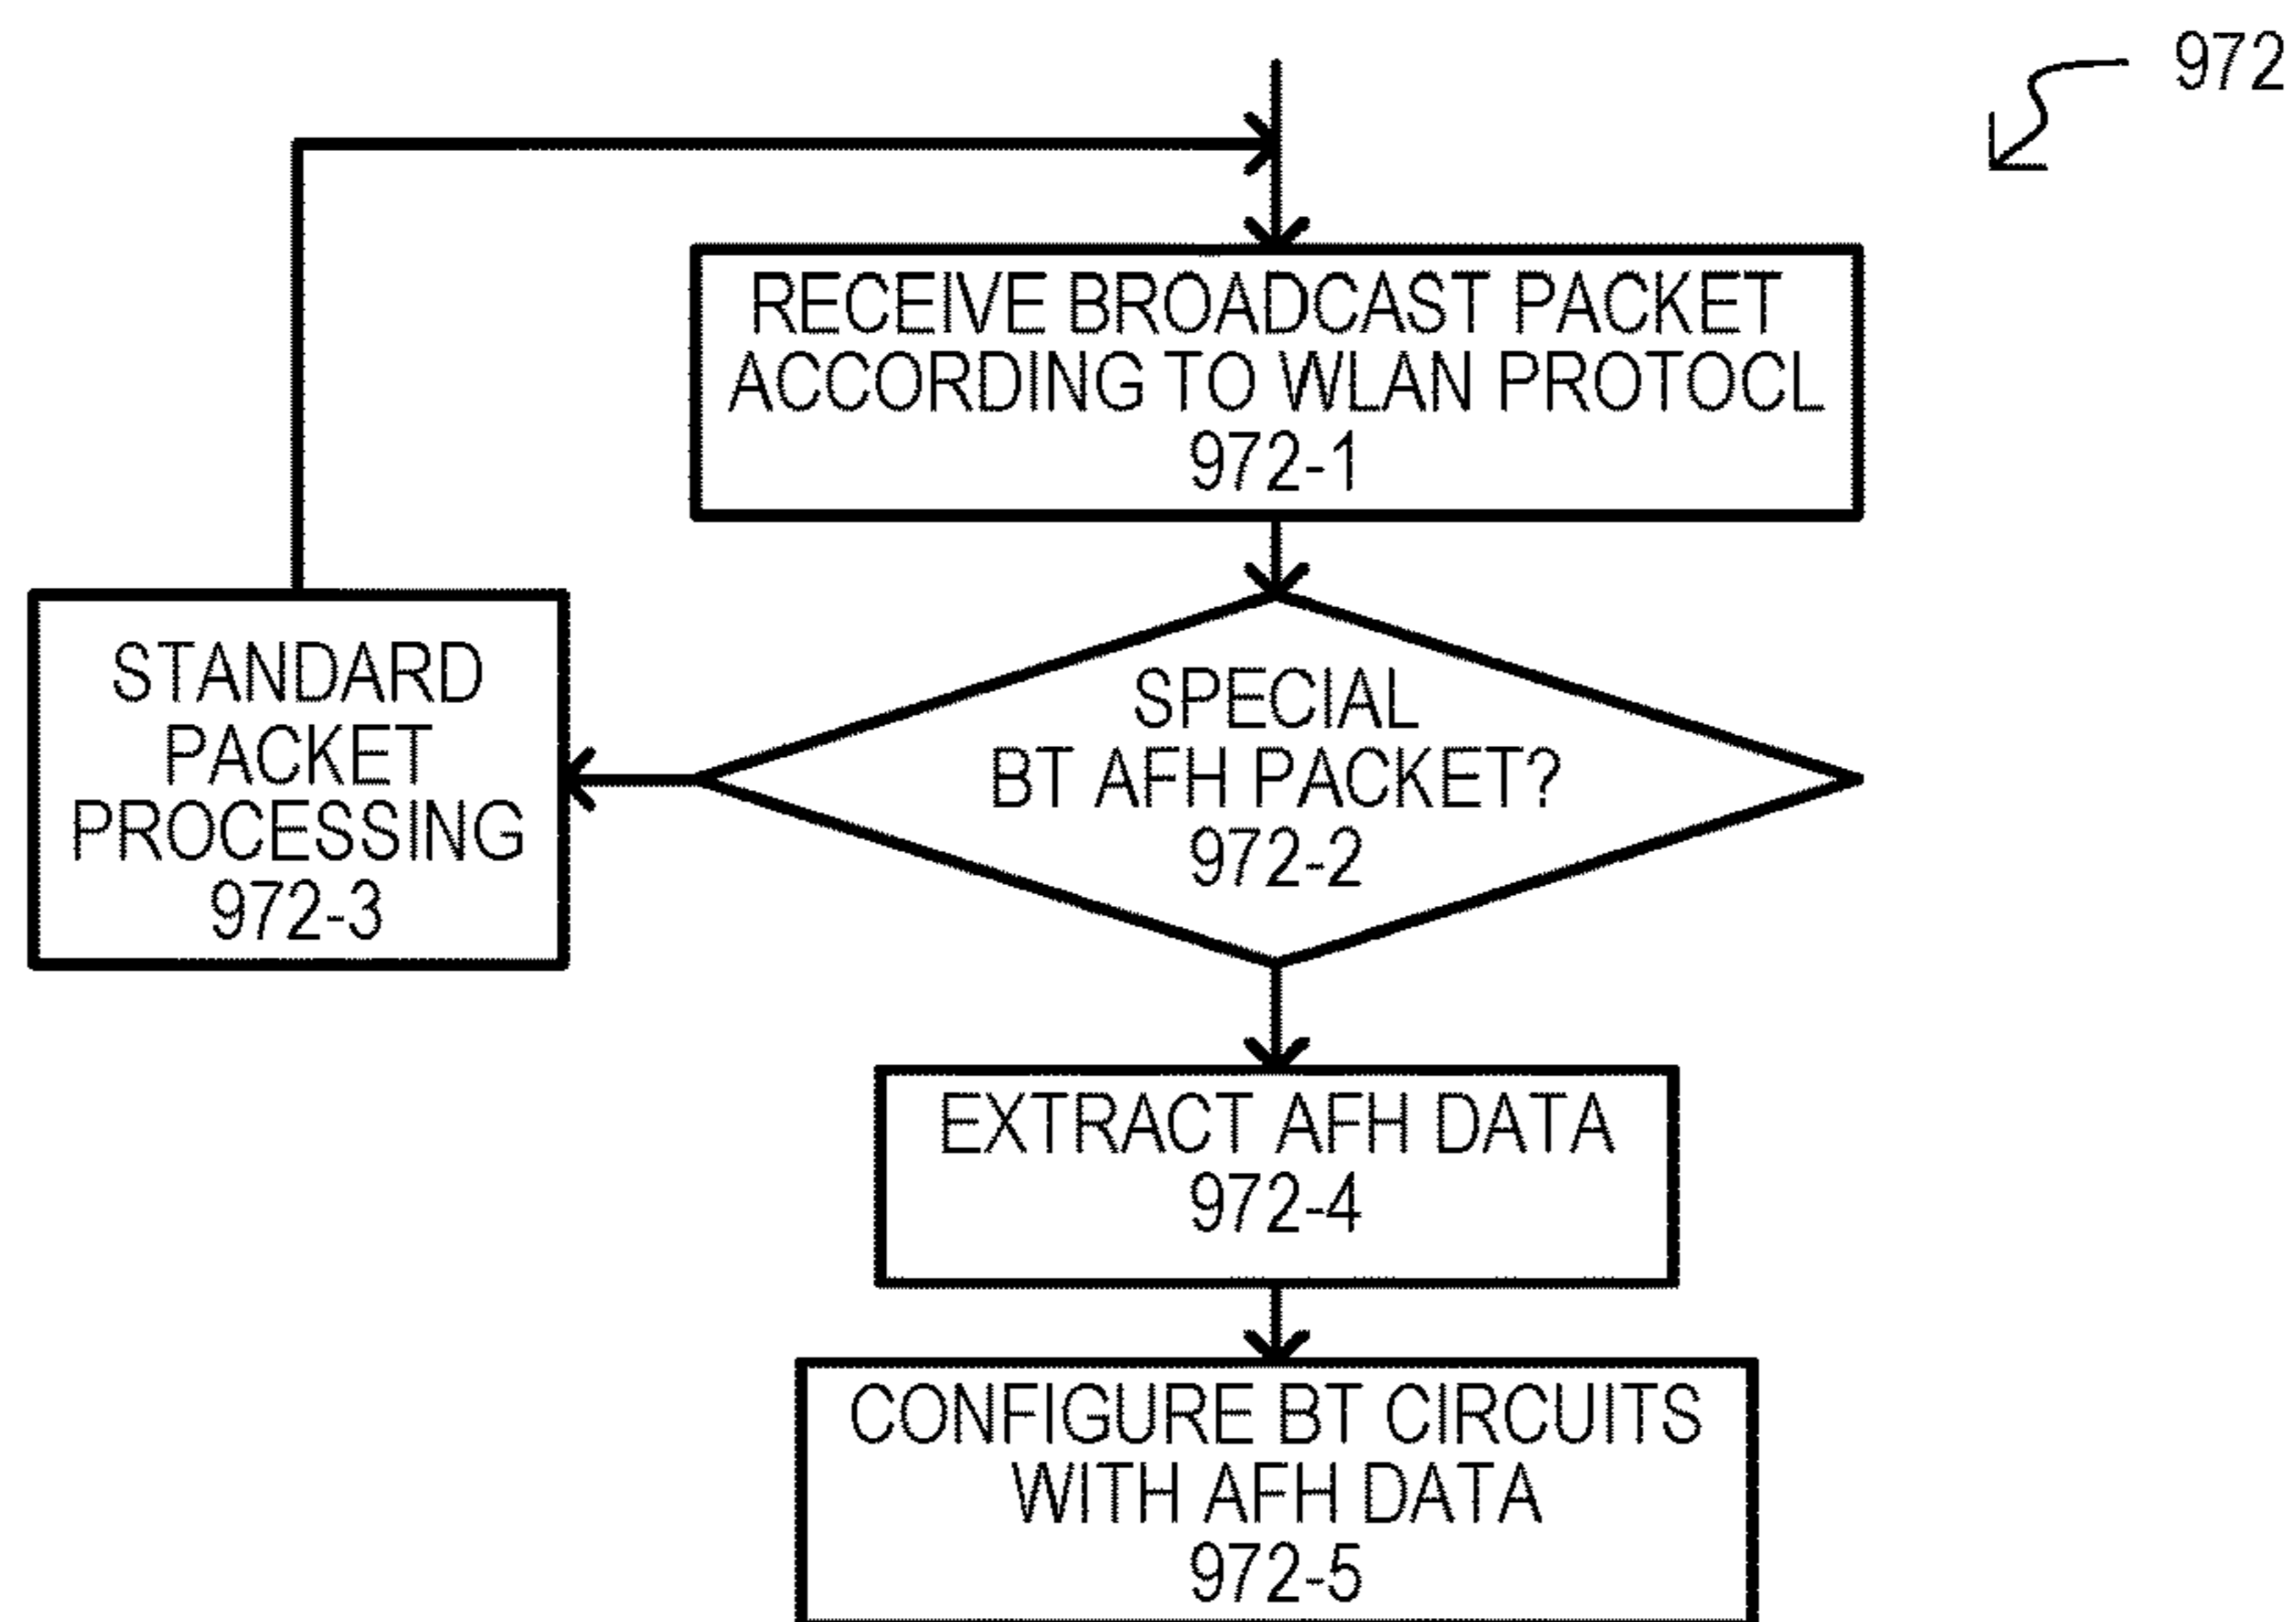 972
RECEIVE BROADCAST PACKET
ACCORDING TO WLAN PROTOCL
972-1
SPECIAL
BT AFH PACKET?
972-2
STANDARD
PACKET
PROCESSING
972-3
EXTRACT AFH DATA
972-4
CONFIGURE BT CIRCUITS
WITH AFH DATA
972-5